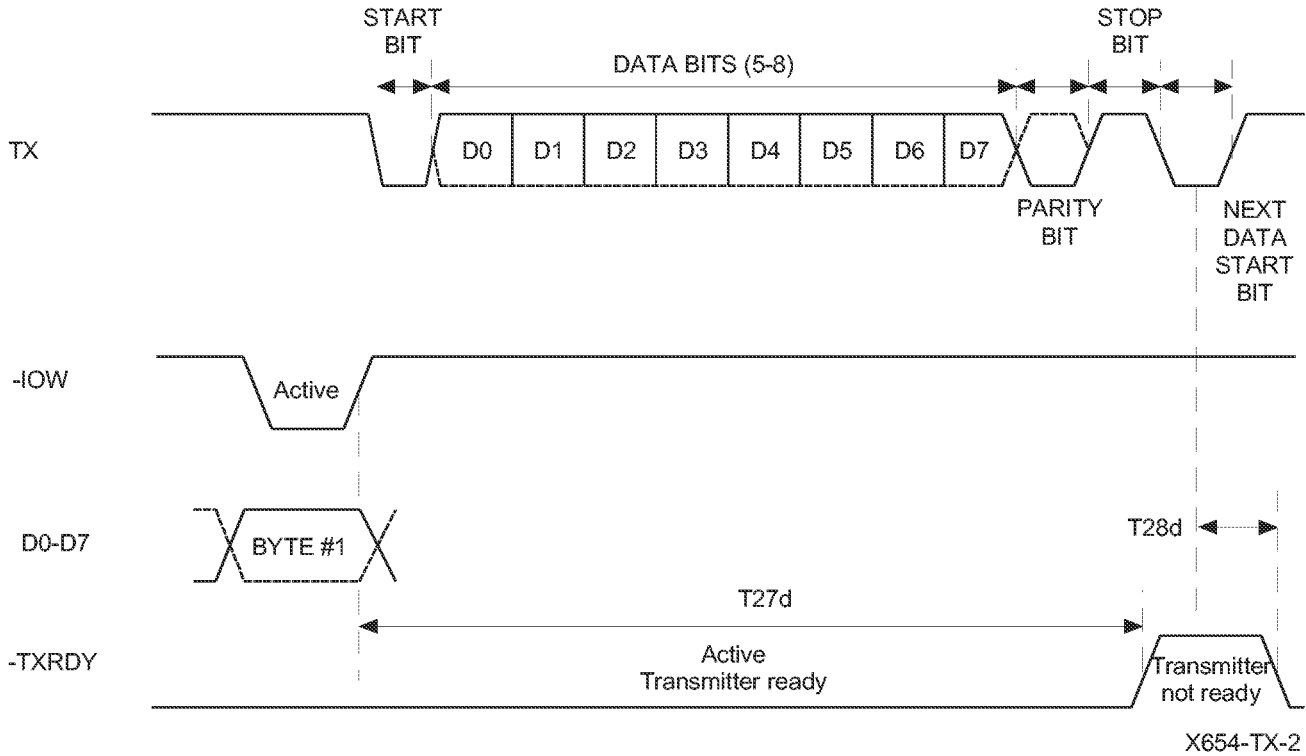 START
BIT
STOP
BIT
DATA BITS (5-8)
TX
D0 D1 D2 D3 D4 D5 D6 D7
PARITY
BIT
NEXT
DATA
START
BIT
-IOW
Active
D0-D7
BYTE #1
T28d
T27d
-TXRDY
Active
Transmitter ready
Transmitter
not ready
X654-TX-2